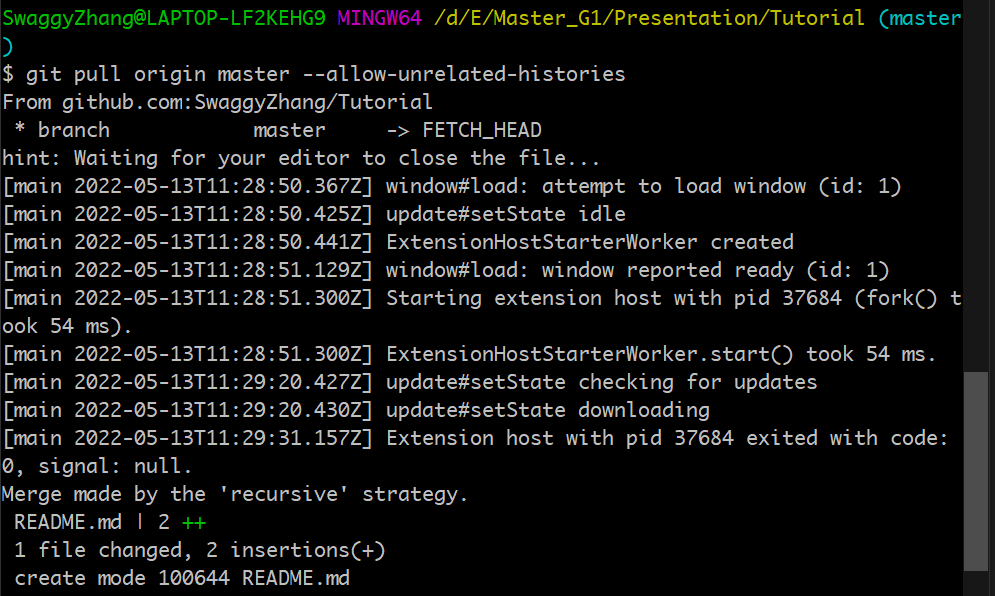 SwaggyZhang@LAPTOP-LF2KEHG9 MINGW64 /d/E/Master_G1/Presentation/Tutorial (master
)
$ git pull origin master --allow-unrelated-histories
From github.com:SwaggyZhang/Tutorial
 * branch            master     -> FETCH_HEAD
hint: Waiting for your editor to close the file...
[main 2022-05-13T11:28:50.367Z] window#load: attempt to load window (id: 1)
[main 2022-05-13T11:28:50.425Z] update#setState idle
[main 2022-05-13T11:28:50.441Z] ExtensionHostStarterWorker created
[main 2022-05-13T11:28:51.129Z] window#load: window reported ready (id: 1)
[main 2022-05-13T11:28:51.300Z] Starting extension host with pid 37684 (fork() t
ook 54 ms).
[main 2022-05-13T11:28:51.300Z] ExtensionHostStarterWorker.start() took 54 ms.
[main 2022-05-13T11:29:20.427Z] update#setState checking for updates
[main 2022-05-13T11:29:20.430Z] update#setState downloading
[main 2022-05-13T11:29:31.157Z] Extension host with pid 37684 exited with code:
0, signal: null.
Merge made by the 'recursive' strategy.
 README.md | 2 ++
 1 file changed, 2 insertions(+)
 create mode 100644 README.md